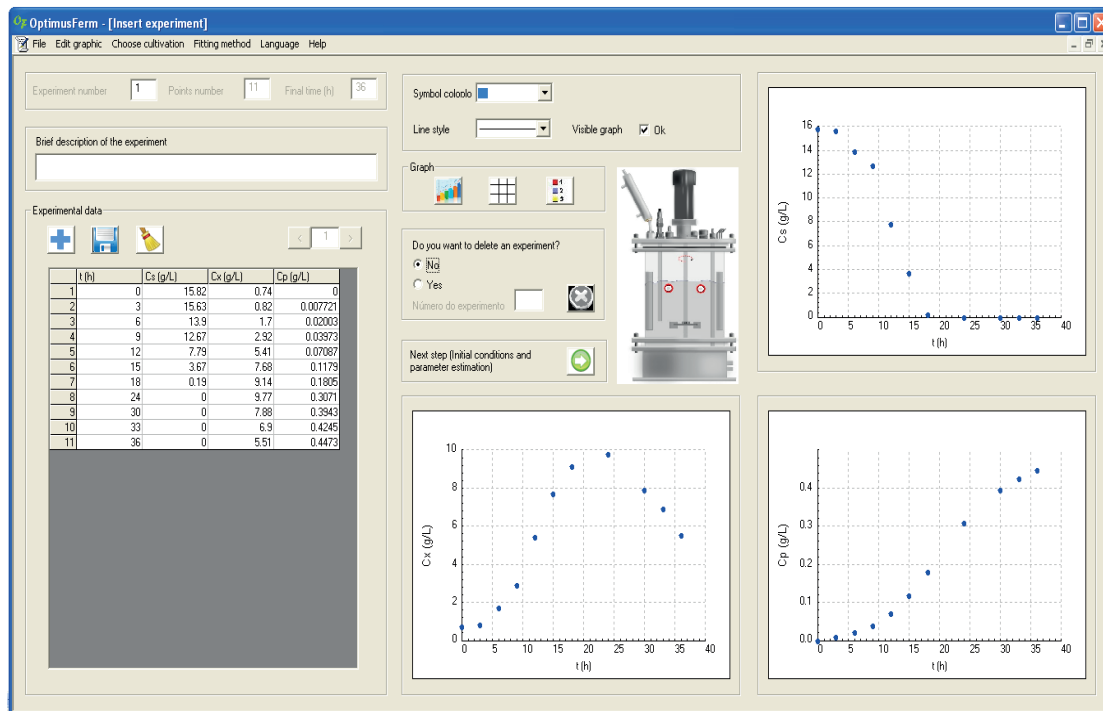 OptimusFerm - [Insert experiment]
File Edit graphic Choose cultivation Fitting method Language Help
Experiment number 1 Points number 11 Final time (h) 36
Brief description of the experiment
Experimental data
< 1 >
t (h) Cs (g/L) Cx (g/L) Cp (g/L)
1 0 15.82 0.74 0
2 3 15.63 0.82 0.007721
3 6 13.9 1.7 0.02003
4 9 12.67 2.92 0.03973
5 12 7.79 5.41 0.07087
6 15 3.67 7.68 0.1179
7 18 0.19 9.14 0.1805
8 24 0 9.77 0.3071
9 30 0 7.88 0.3943
10 33 0 6.9 0.4245
11 36 0 5.51 0.4473
Symbol coloolo
Line style
Visible graph Ok
Graph
1
2
3
Do you want to delete an experiment?
No
Yes
Número do experimento
Next step (Initial conditions and
parameter estimation)
Cs (g/L)
16
14
12
10
8
6
4
2
0
0 5 10 15 20 25 30 35 40
t (h)
Cx (g/L)
10
8
6
4
2
0
0 5 10 15 20 25 30 35 40
t (h)
Cp (g/L)
0.4
0.3
0.2
0.1
0.0
0 5 10 15 20 25 30 35 40
t (h)